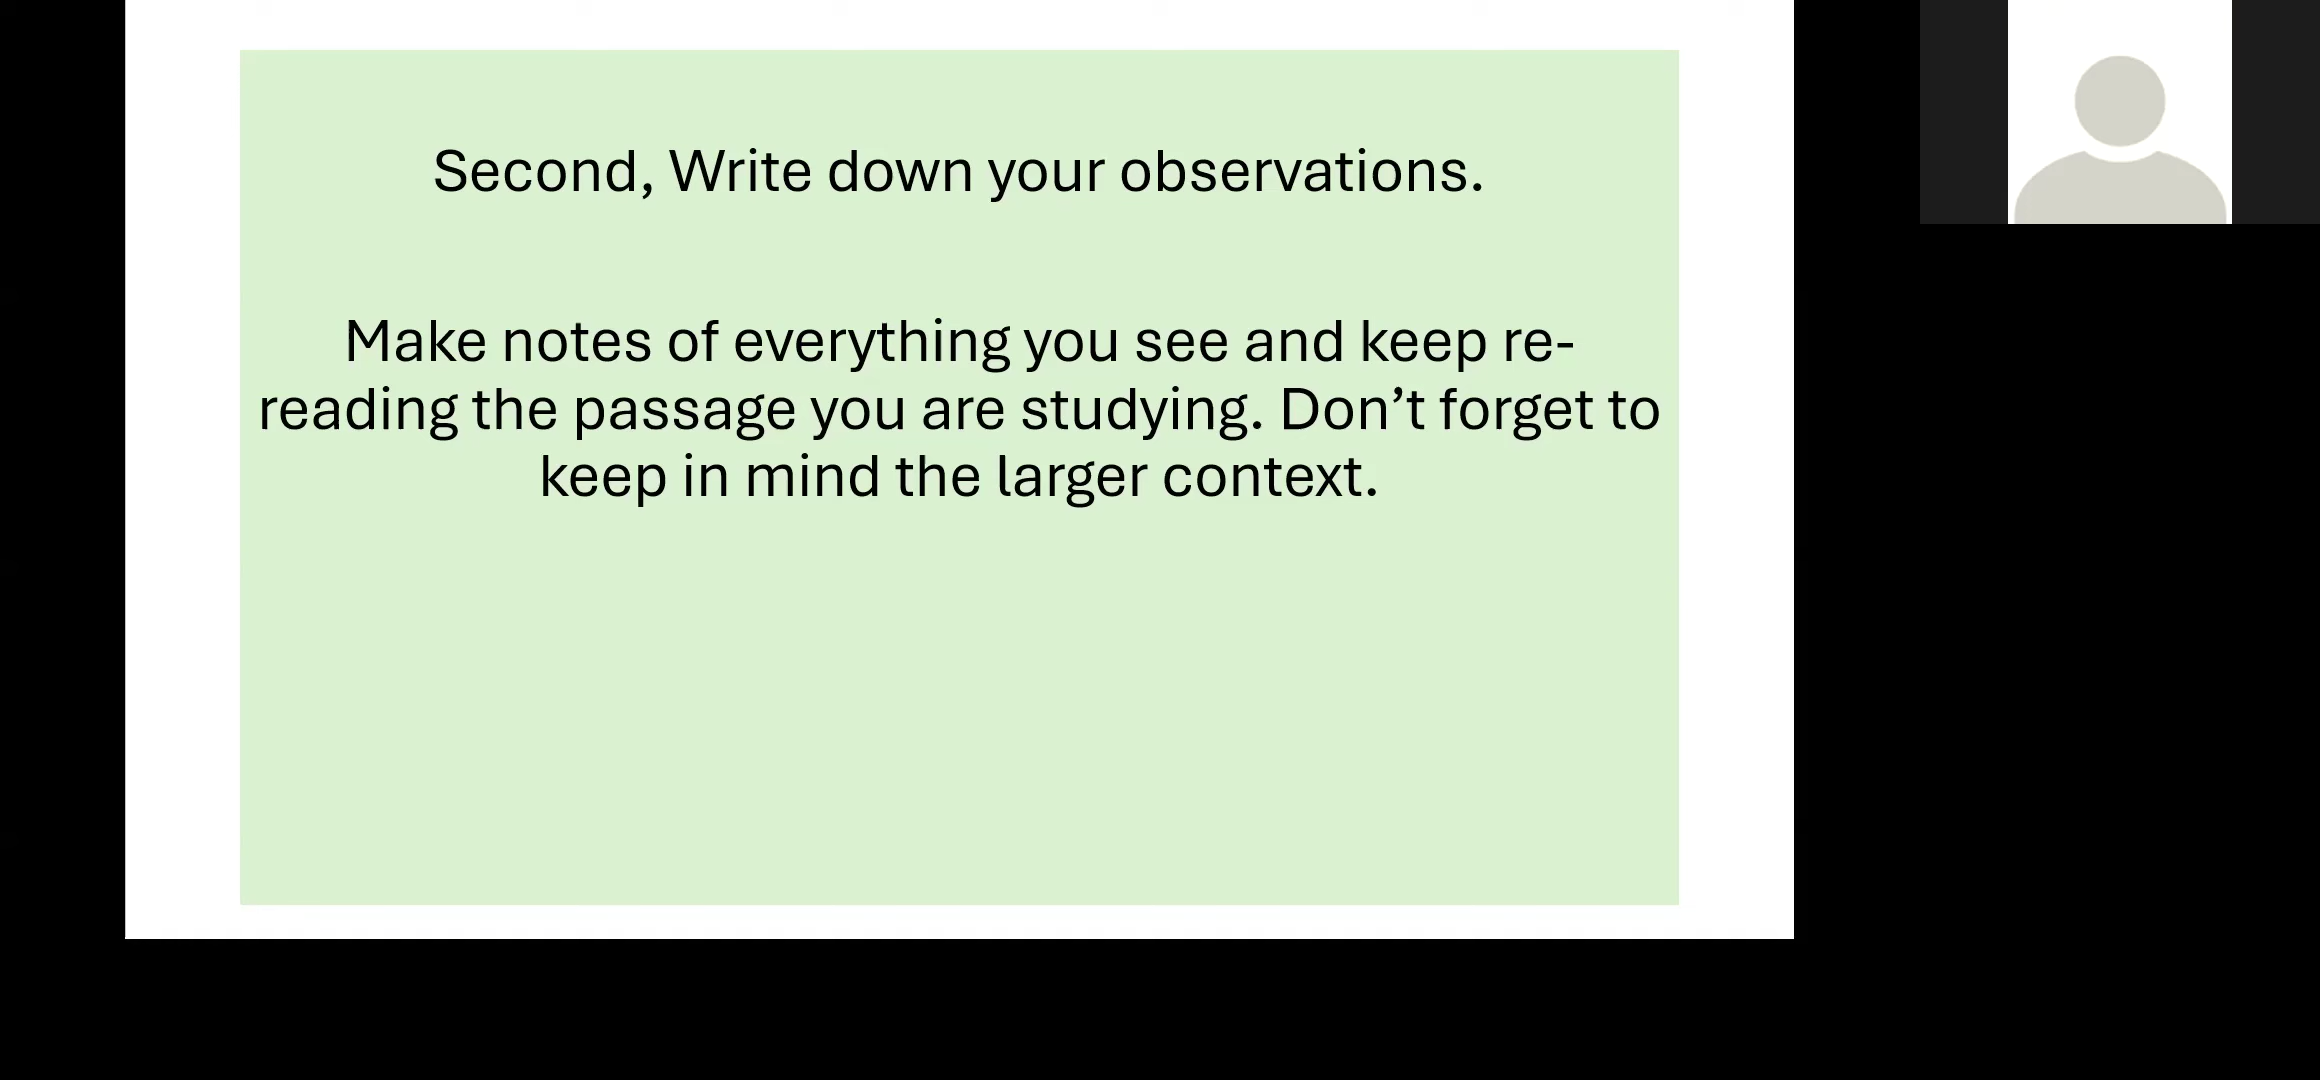 Second, Write down your observations.
Make notes of everything you see and keep re-
reading the passage you are studying. Don’t forget to
keep in mind the larger context.